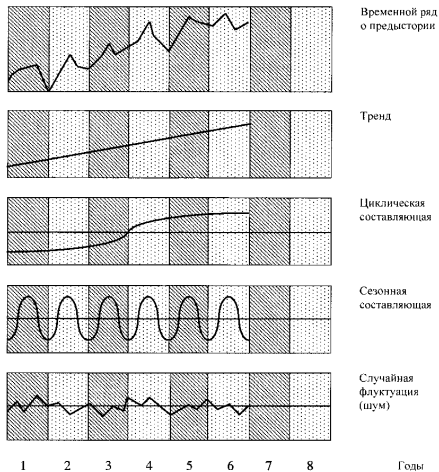 Временной ряд
о предыстории
Тренд
Циклическая
составляющая
Сезонная
составляющая
Случайная
флуктуация
(шум)
1 2 3 4 5 6 7 8 Годы